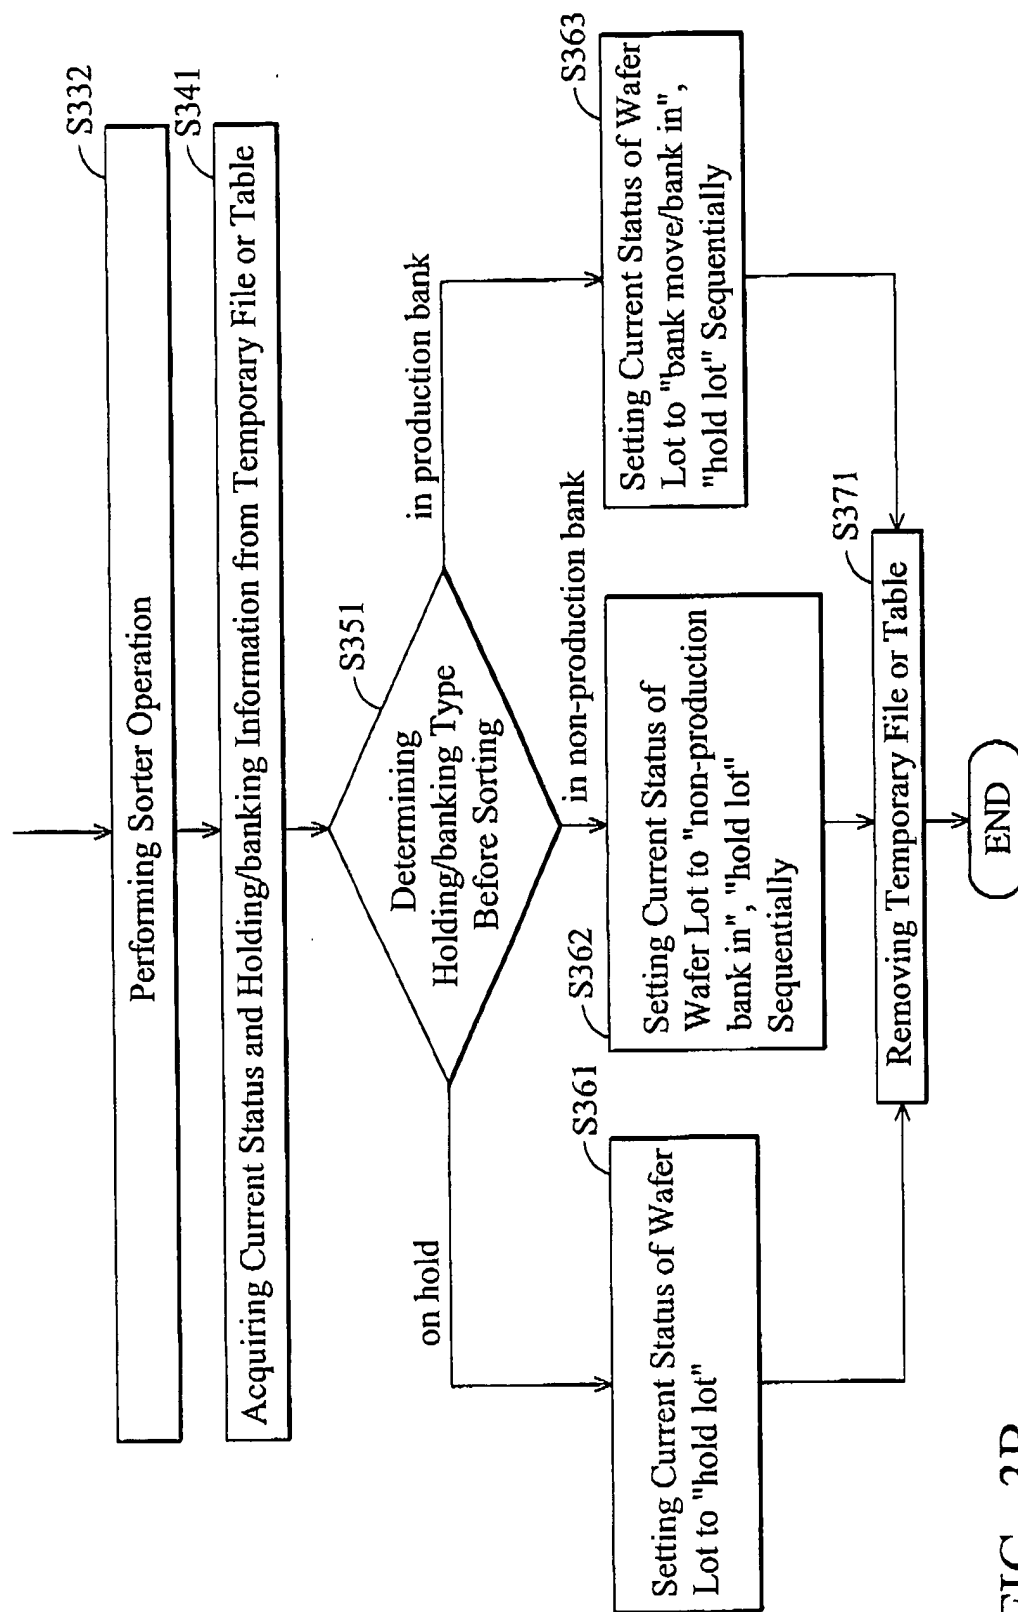 S332
Performing Sorter Operation
S341
Acquiring Current Status and Holding/banking Information from Temporary File or Table
S351
Determining
Holding/banking Type
Before Sorting
on hold
in non-production bank
in production bank
S361
Setting Current Status of Wafer
Lot to "hold lot"
S362
Setting Current Status of
Wafer Lot to "non-production
bank in", "hold lot"
Sequentially
S363
Setting Current Status of Wafer
Lot to "bank move/bank in",
"hold lot" Sequentially
S371
Removing Temporary File or Table
END